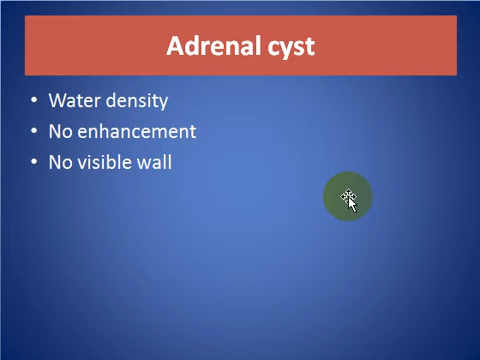 Adrenal cyst
• Water density
• No enhancement
• No visible wall